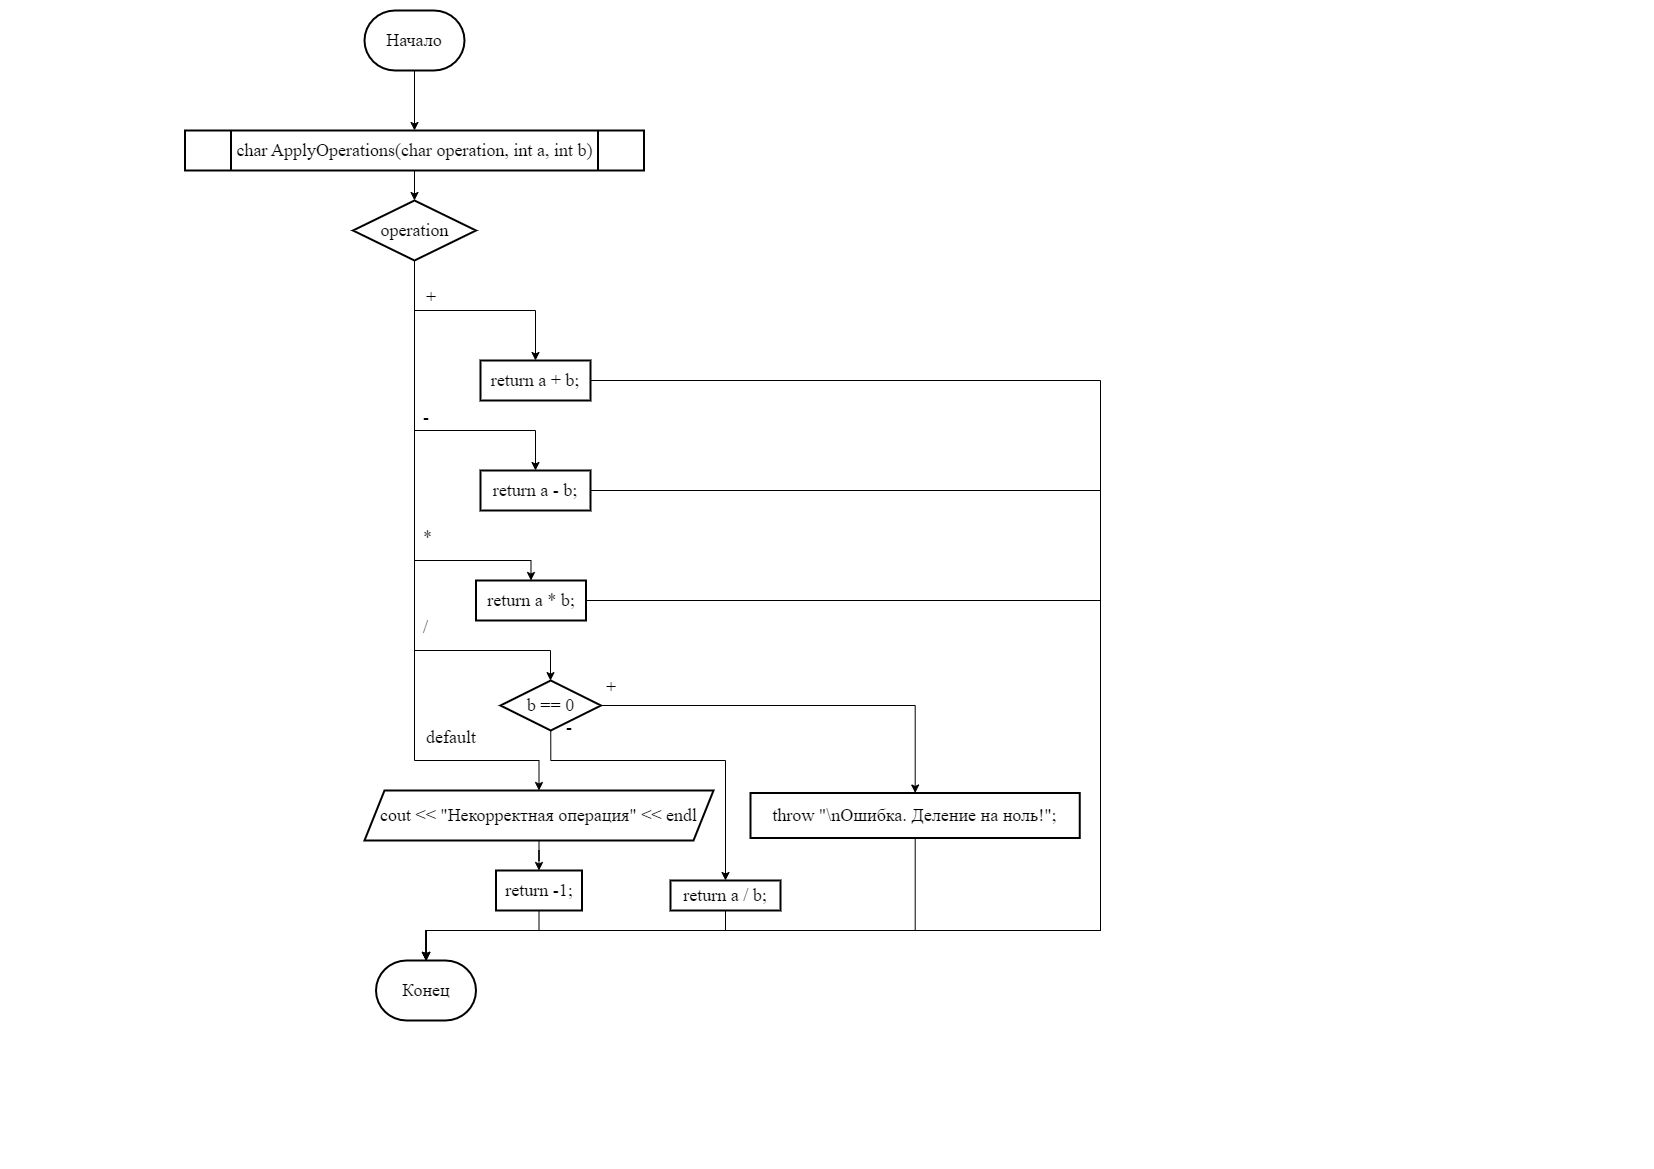 Начало
char ApplyOperations(char operation, int a, int b)
operation
+
return a + b;
-
return a - b;
*
return a * b;
/
+
b == 0
-
default
cout << "Некорректная операция" << endl
throw "\nОшибка. Деление на ноль!";
return -1;
return a / b;
Конец